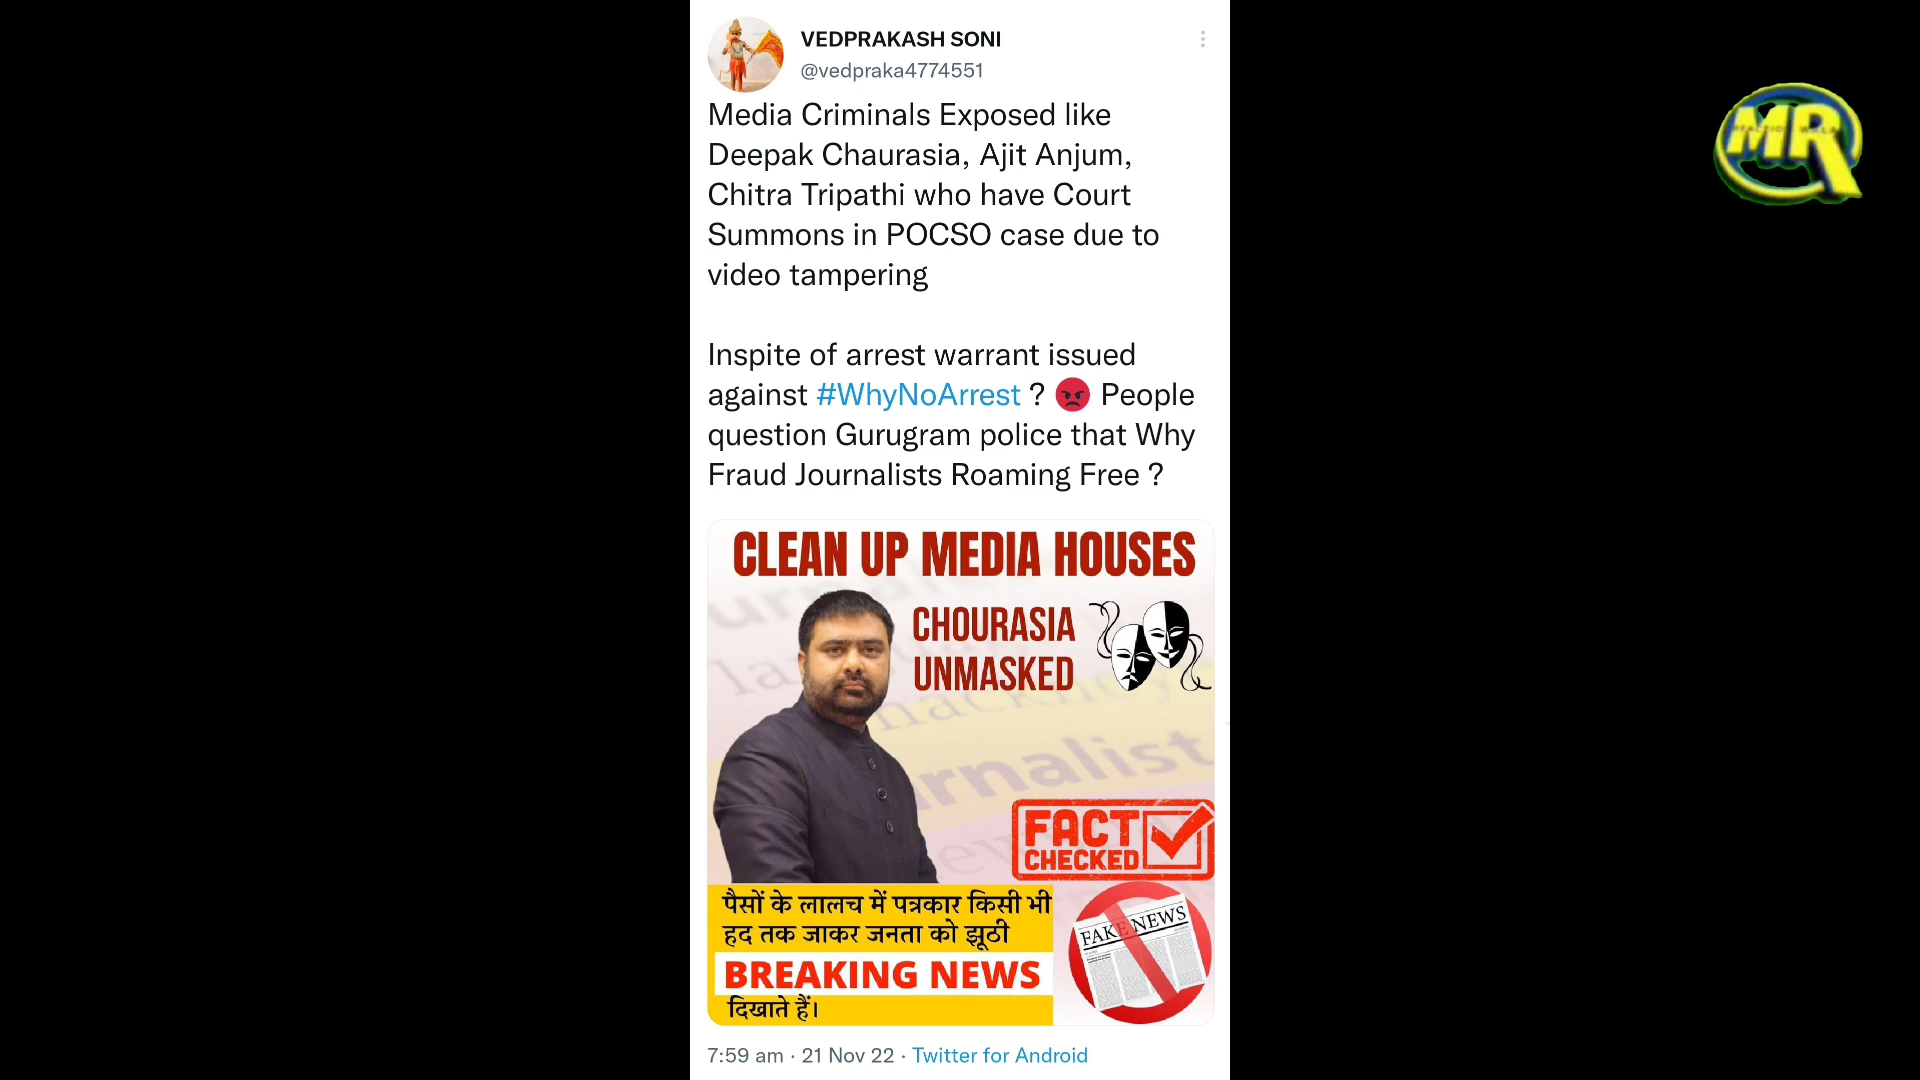 VEDPRAKASH SONI
@vedpraka4774551
Media Criminals Exposed like
Deepak Chaurasia, Ajit Anjum,
Chitra Tripathi who have Court
Summons in POCSO case due to
video tampering
Inspite of arrest warrant issued
against #WhyNoArrest ? 😡 People
question Gurugram police that Why
Fraud Journalists Roaming Free ?
CLEAN UP MEDIA HOUSES
CHOURASIA
UNMASKED
rnalist
FACT
CHECKED
पैसों के लालच में पत्रकार किसी भी
हद तक जाकर जनता को झूठी
BREAKING NEWS
दिखाते हैं।
FAKE NEWS
7:59 am · 21 Nov 22 · Twitter for Android
MR